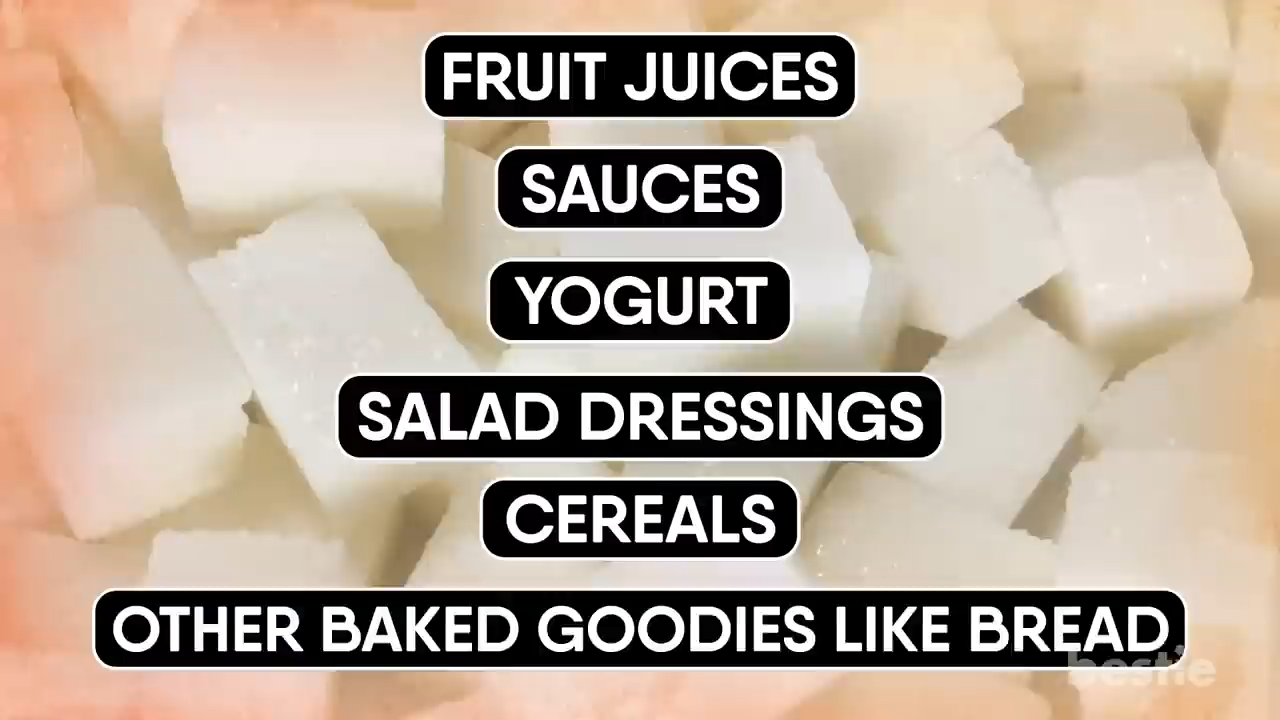 FRUIT JUICES
SAUCES
YOGURT
SALAD DRESSINGS
CEREALS
OTHER BAKED GOODIES LIKE BREAD
bestie